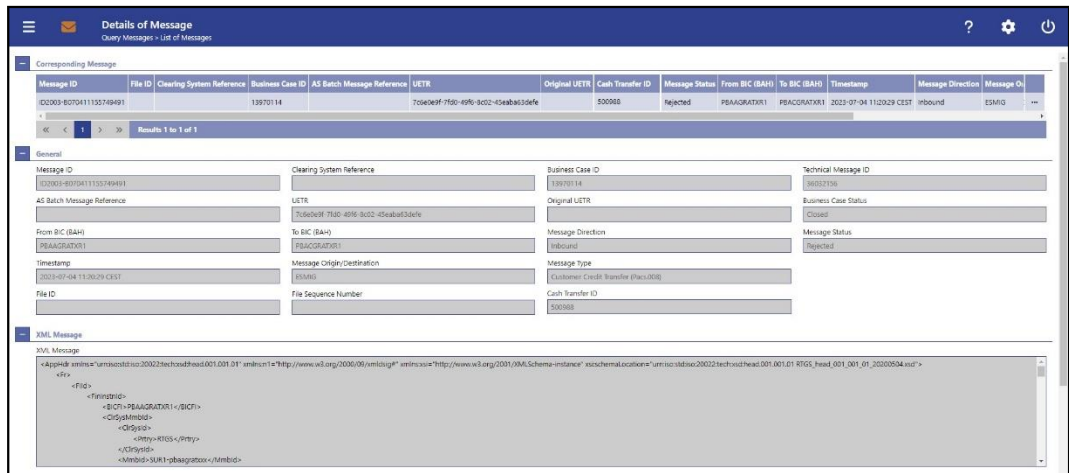 Details of Message
Query Messages > List of Messages
?
Corresponding Message
Message ID File ID Clearing System Reference Business Case ID AS Batch Message Reference UETR Original UETR Cash Transfer ID Message Status From BIC (BAH) To BIC (BAH) Timestamp Message Direction Message O
ID2003-B070411155749491 13970114 7c6e0e9f-7fd0-49f6-8c02-45eaba63defe 500988 Rejected PBAAGRATXR1 PBACGRATXR1 2023-07-04 11:20:29 CEST Inbound ESMIG ...
« < 1 > » Results 1 to 1 of 1
General
Message ID Clearing System Reference Business Case ID Technical Message ID
ID2003-B070411155749491 13970114 36032156
AS Batch Message Reference UETR Original UETR Business Case Status
7c6e0e9f-7fd0-49f6-8c02-45eaba63defe Closed
From BIC (BAH) To BIC (BAH) Message Direction Message Status
PBAAGRATXR1 PBACGRATXR1 Inbound Rejected
Timestamp Message Origin/Destination Message Type
2023-07-04 11:20:29 CEST ESMIG Customer Credit Transfer (Pacs.008)
File ID File Sequence Number Cash Transfer ID
500988
XML Message
XML Message
<AppHdr xmlns="urn:iso:std:iso:20022:tech:xsd:head.001.001.01" xmlns:n1="http://www.w3.org/2000/09/xmldsig#" xmlns:xsi="http://www.w3.org/2001/XMLSchema-instance" xsi:schemaLocation="urn:iso:std:iso:20022:tech:xsd:head.001.001.01 RTGS_head_001_001_01_20200504.xsd">
<Fr>
<FIId>
<FinInstnId>
<BICFI>PBAAGRATXR1</BICFI>
<ClrSysMmbId>
<ClrSysId>
<Prtry>RTGS</Prtry>
</ClrSysId>
<MmbId>SUR1-pbaagratxxx</MmbId>